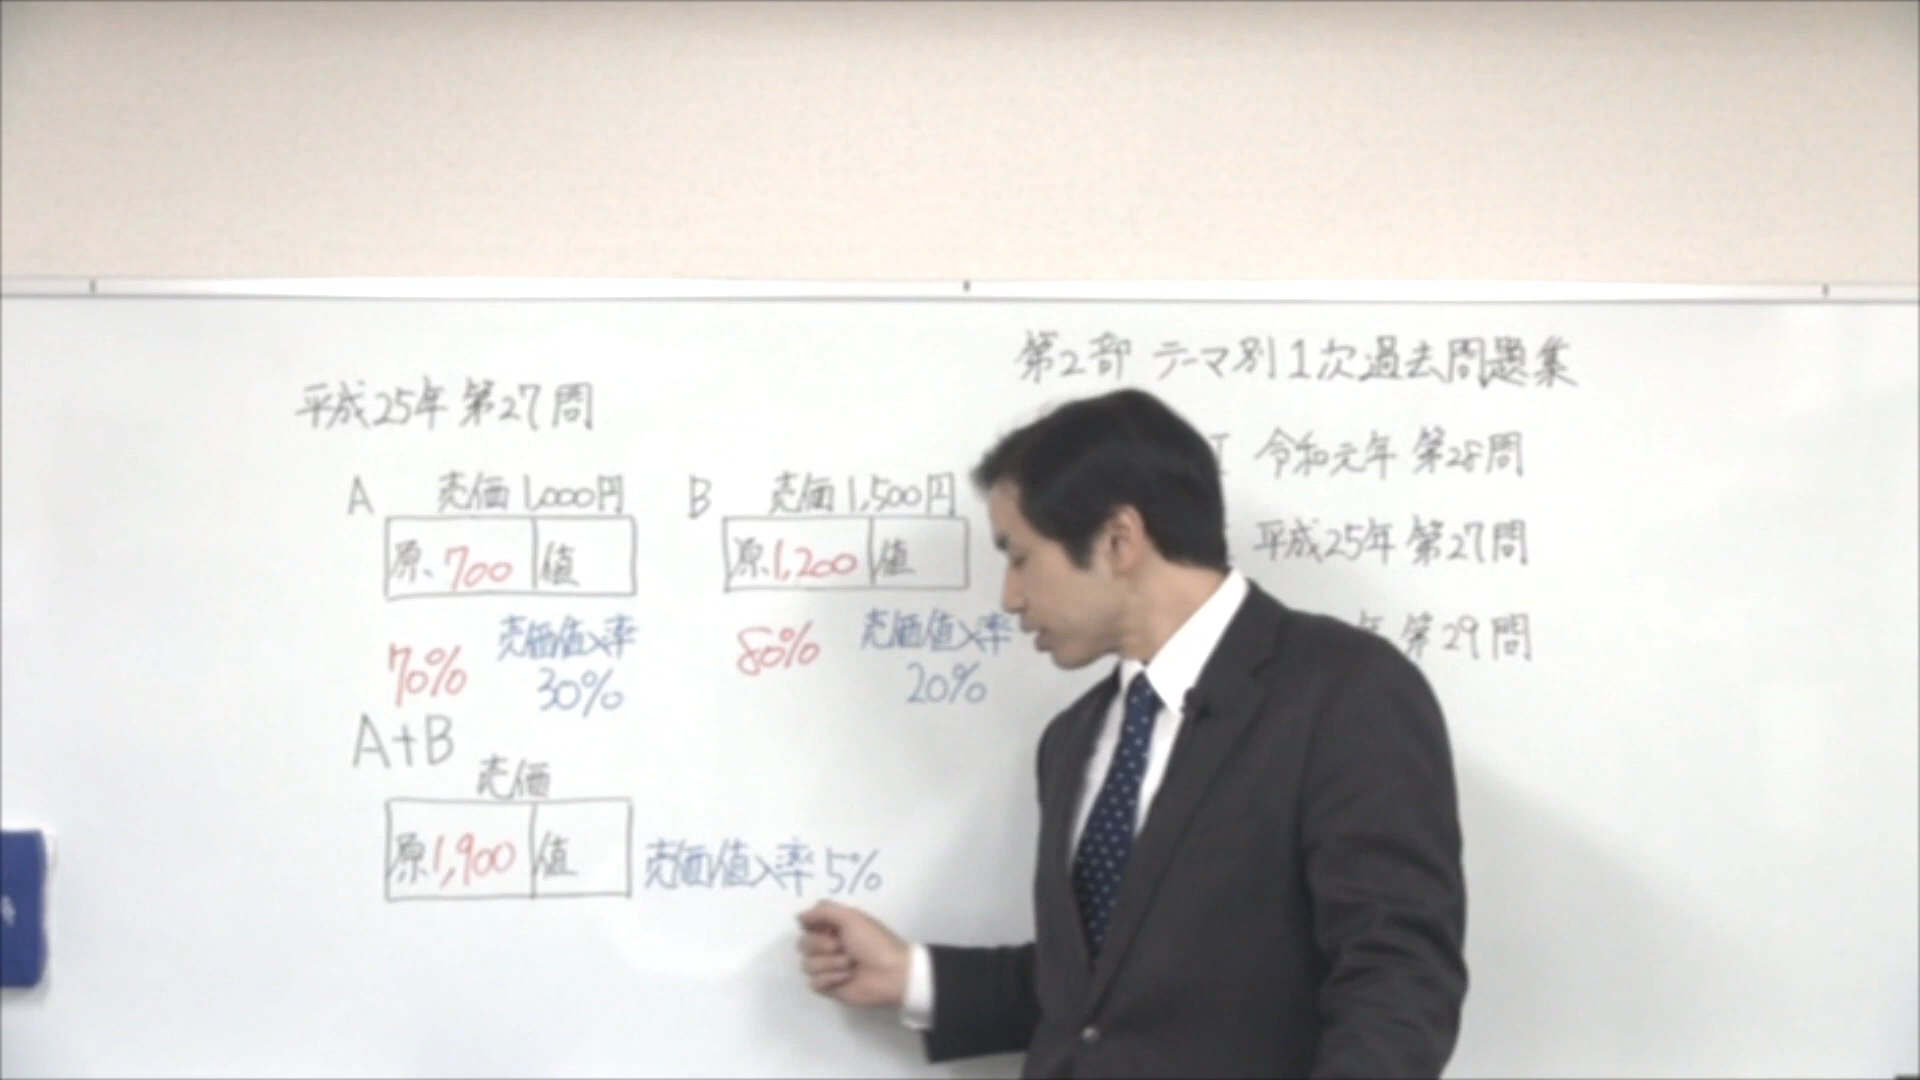 平成25年 第27問
A 売価 1,000円
原、700 値
70%
売価値入率
30%
B 売価 1,500円
原、1,200 値
80%
売価値入率
20%
A+B
売価
原 1,900 値
売価値入率 5%
第2部 テーマ別1次過去問題集
令和元年 第28問
平成25年 第27問
年 第29問